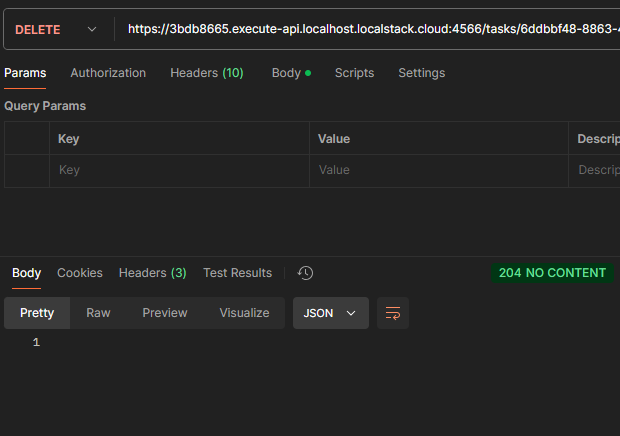 DELETE https://3bdb8665.execute-api.localhost.localstack.cloud:4566/tasks/6ddbbf48-8863-
Params Authorization Headers (10) Body Scripts Settings
Query Params
Key Value Descrip
Key Value Descrip
Body Cookies Headers (3) Test Results 204 NO CONTENT
Pretty Raw Preview Visualize JSON
1